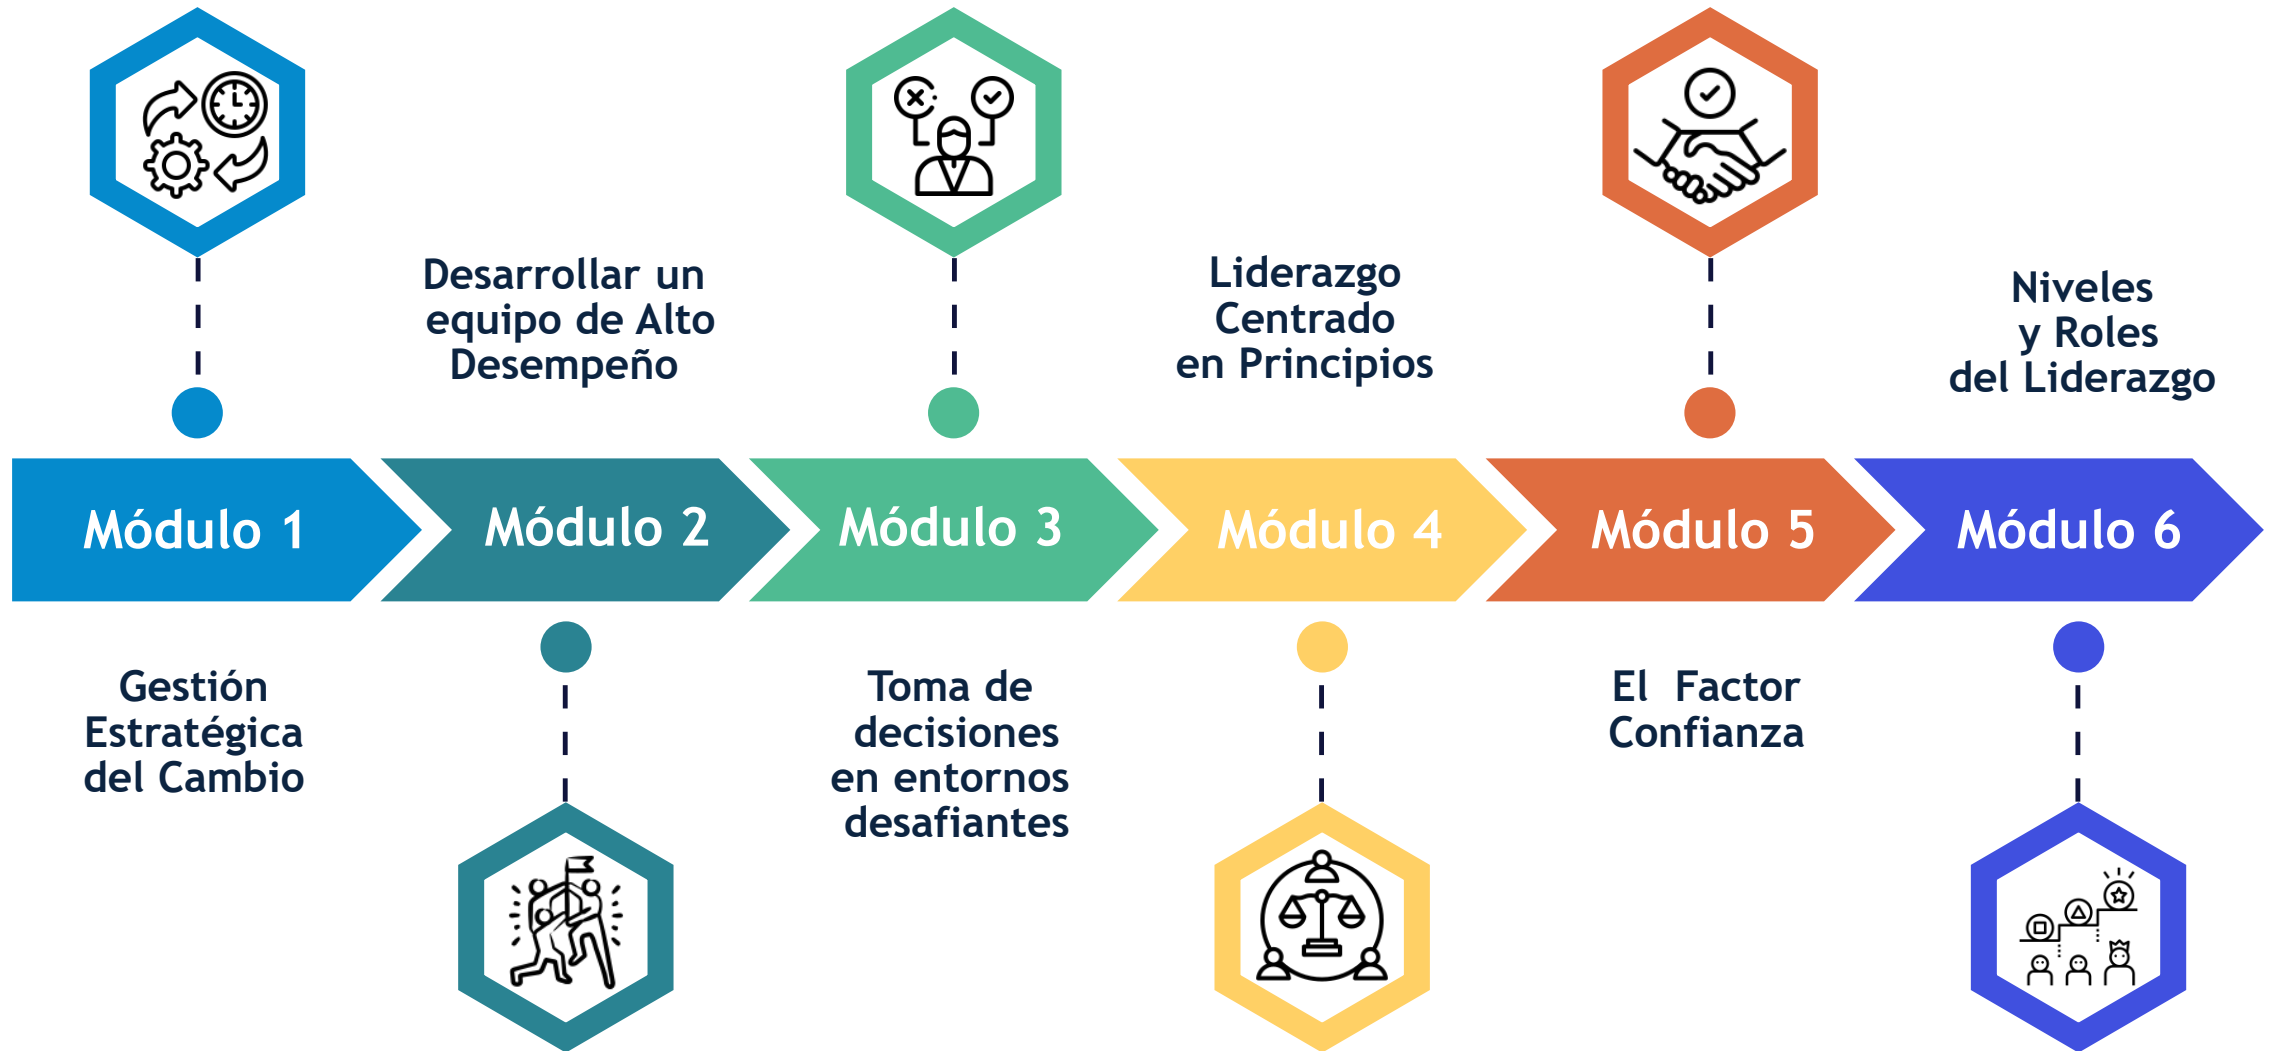 Desarrollar un
equipo de Alto
Desempeño
Liderazgo
Centrado
en Principios
Niveles
y Roles
del Liderazgo
Módulo 1
Módulo 2
Módulo 3
Módulo 4
Módulo 5
Módulo 6
Gestión
Estratégica
del Cambio
Toma de
decisiones
en entornos
desafiantes
El Factor
Confianza